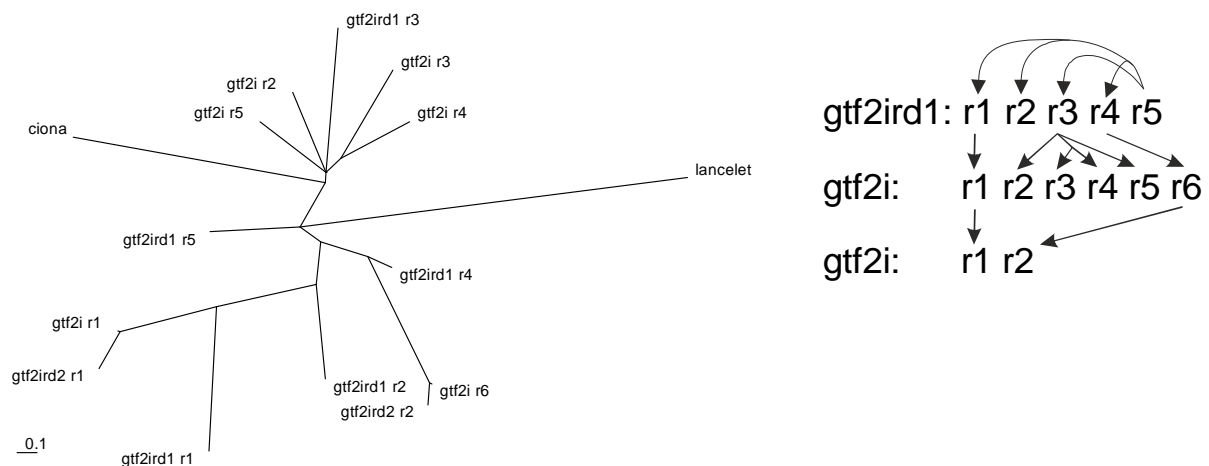 gtf2ird1 r3
gtf2i r3
gtf2i r2
gtf2i r5
gtf2i r4
ciona
lancelet
gtf2ird1 r5
gtf2ird1 r4
gtf2i r1
gtf2ird2 r1
gtf2ird1 r2
gtf2i r6
gtf2ird2 r2
0.1
gtf2ird1 r1
gtf2ird1: r1 r2 r3 r4 r5
gtf2i: r1 r2 r3 r4 r5 r6
gtf2i: r1 r2